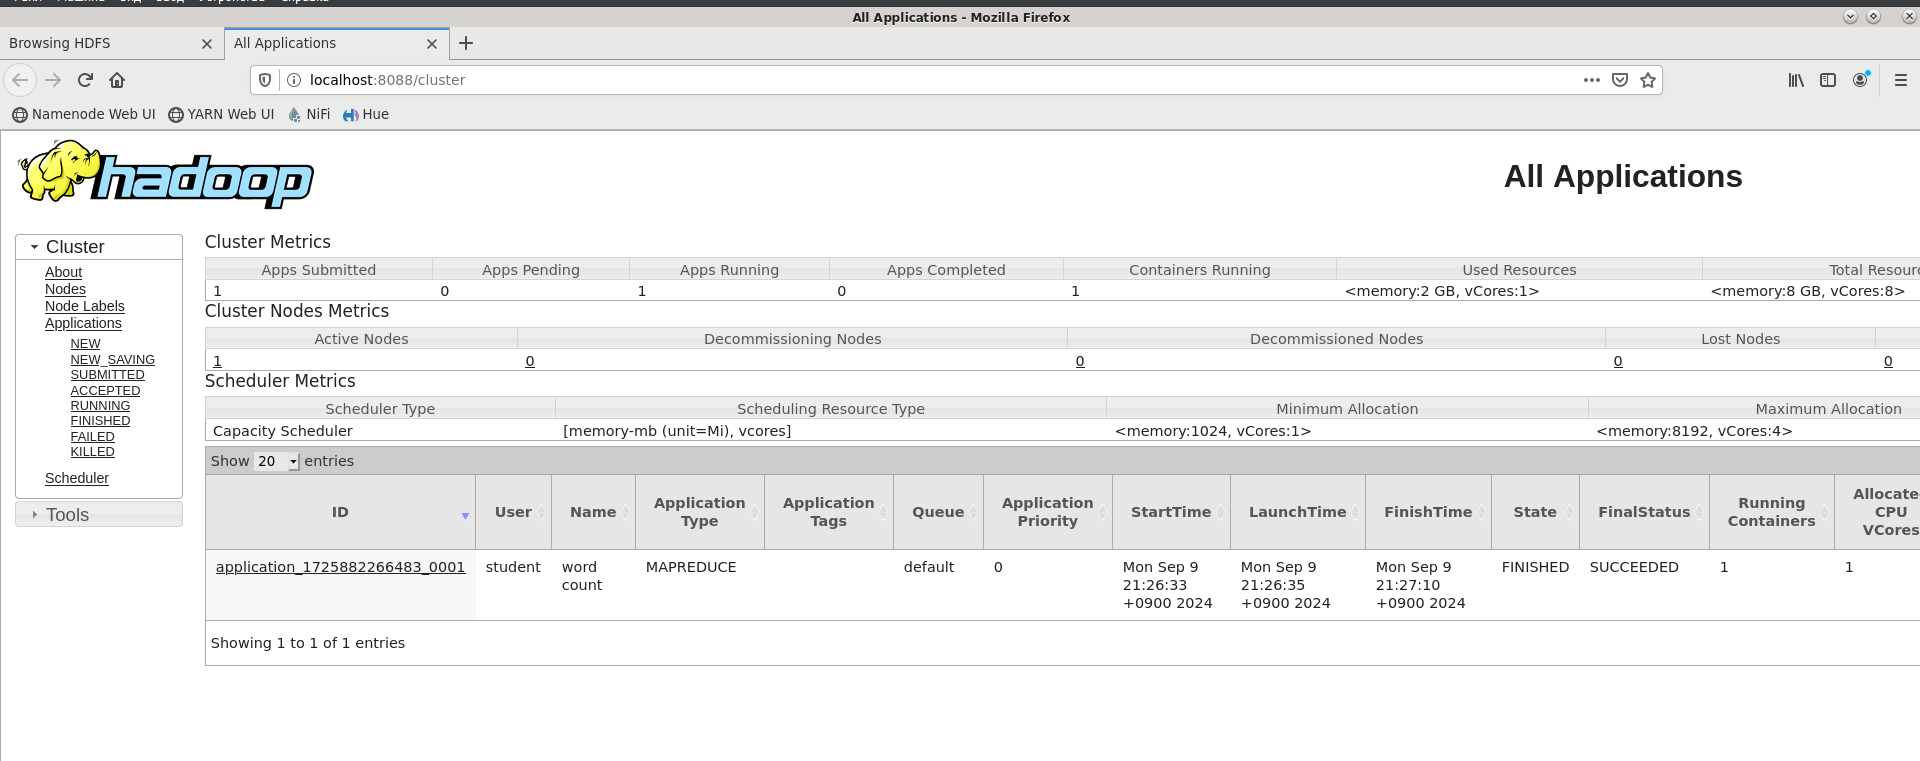 All Applications - Mozilla Firefox
Browsing HDFS
All Applications
localhost:8088/cluster
Namenode Web UI YARN Web UI NiFi Hue
hadoop
All Applications
Cluster
About
Nodes
Node Labels
Applications
NEW
NEW_SAVING
SUBMITTED
ACCEPTED
RUNNING
FINISHED
FAILED
KILLED
Scheduler
Tools
Cluster Metrics
Apps Submitted Apps Pending Apps Running Apps Completed Containers Running Used Resources Total
1 0 1 0 1 <memory:2 GB, vCores:1> <memory:8 GB, vCores:8>
Cluster Nodes Metrics
Active Nodes Decommissioning Nodes Decommissioned Nodes Lost Nodes
1 0 0 0 0
Scheduler Metrics
Scheduler Type Scheduling Resource Type Minimum Allocation Maximum Allocation
Capacity Scheduler [memory-mb (unit=Mi), vcores] <memory:1024, vCores:1> <memory:8192, vCores:4>
Show 20 entries
ID User Name Application Type Application Tags Queue Application Priority StartTime LaunchTime FinishTime State FinalStatus Running Containers CPU VCores
application_1725882266483_0001 student word count MAPREDUCE default 0 Mon Sep 9 21:26:33 +0900 2024 Mon Sep 9 21:26:35 +0900 2024 Mon Sep 9 21:27:10 +0900 2024 FINISHED SUCCEEDED 1 1
Showing 1 to 1 of 1 entries